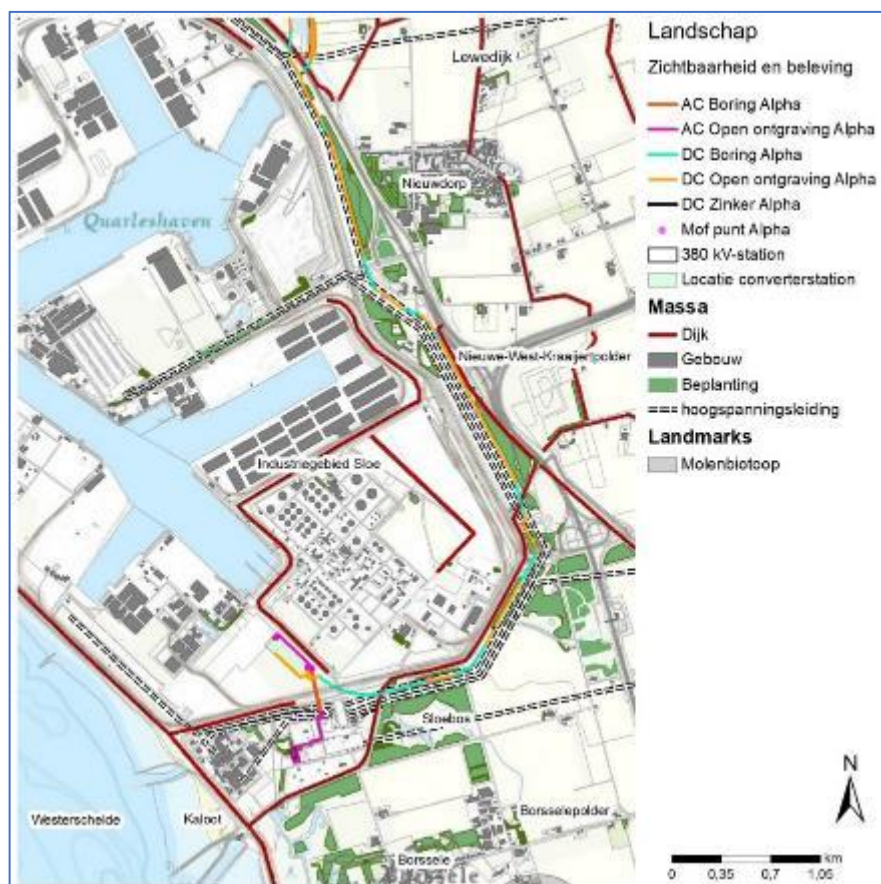 Landschap
Zichtbaarheid en beleving
AC Boring Alpha
AC Open ontgraving Alpha
DC Boring Alpha
DC Open ontgraving Alpha
DC Zinker Alpha
Mof punt Alpha
380 kV-station
Locatie converterstation
Massa
Dijk
Gebouw
Beplanting
hoogspanningsleiding
Landmarks
Molenbiotoop
Lewedijk
Nieuwdorp
Quarleshaven
Nieuwe-West-Kraaijertpolder
Industriegebied Sloe
Sloebos
Westerschelde
Kaloot
Borsselepolder
Borssele
Borssele
N
km
0 0,35 0,7 1,05